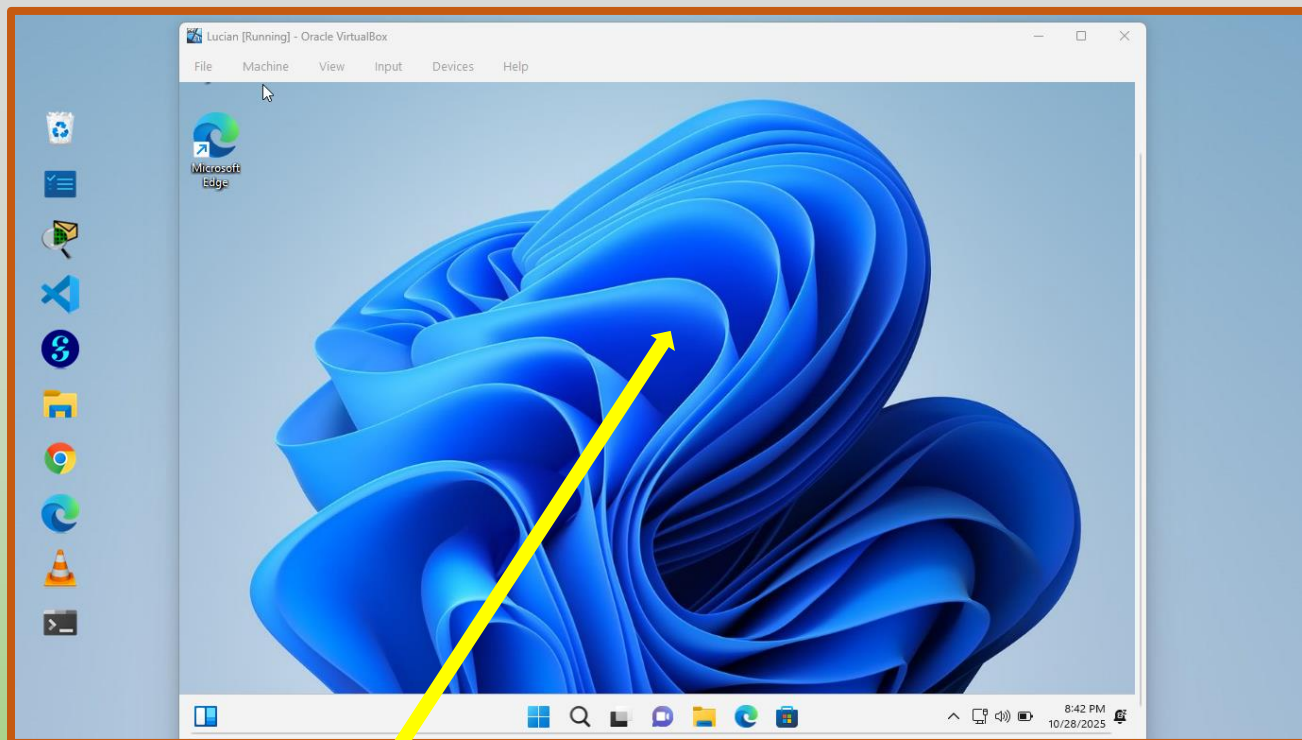 Lucian [Running] - Oracle VirtualBox
File Machine View Input Devices Help
Microsoft
Edge
8:42 PM
10/28/2025